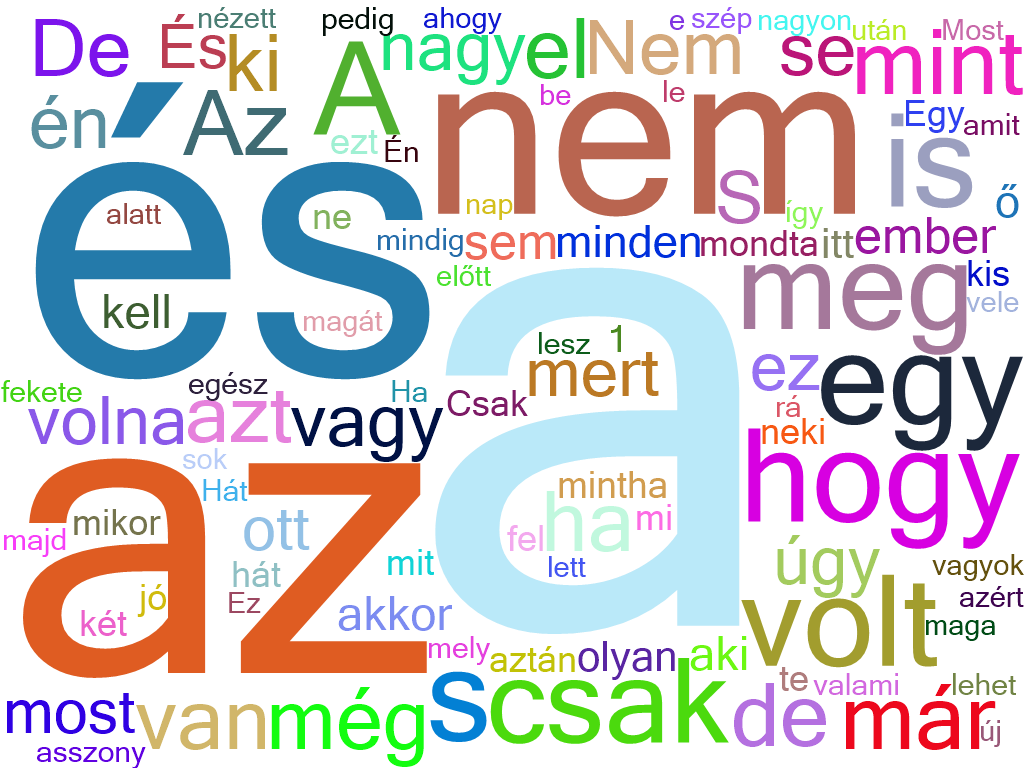 De És nézett pedig ahogy e szép nagyon után Most
ki A nagy el Nem se mint
én Az ezt Én be le is Egy amit
és nem
alatt ne nap S így ő
mindig sem minden mondta itt ember
kell magát előtt a meg kis vele
lesz 1
fekete egész Ha mert ez egy
volna azt vagy Csak rá neki
sok hogy
az Hát mintha
majd mikor ott fel ha mi
hát mit lett úgy vagyok
két jó Ez akkor volt azért
maga
mely aztán olyan aki
most van még s csak de te valami már lehet
asszony új